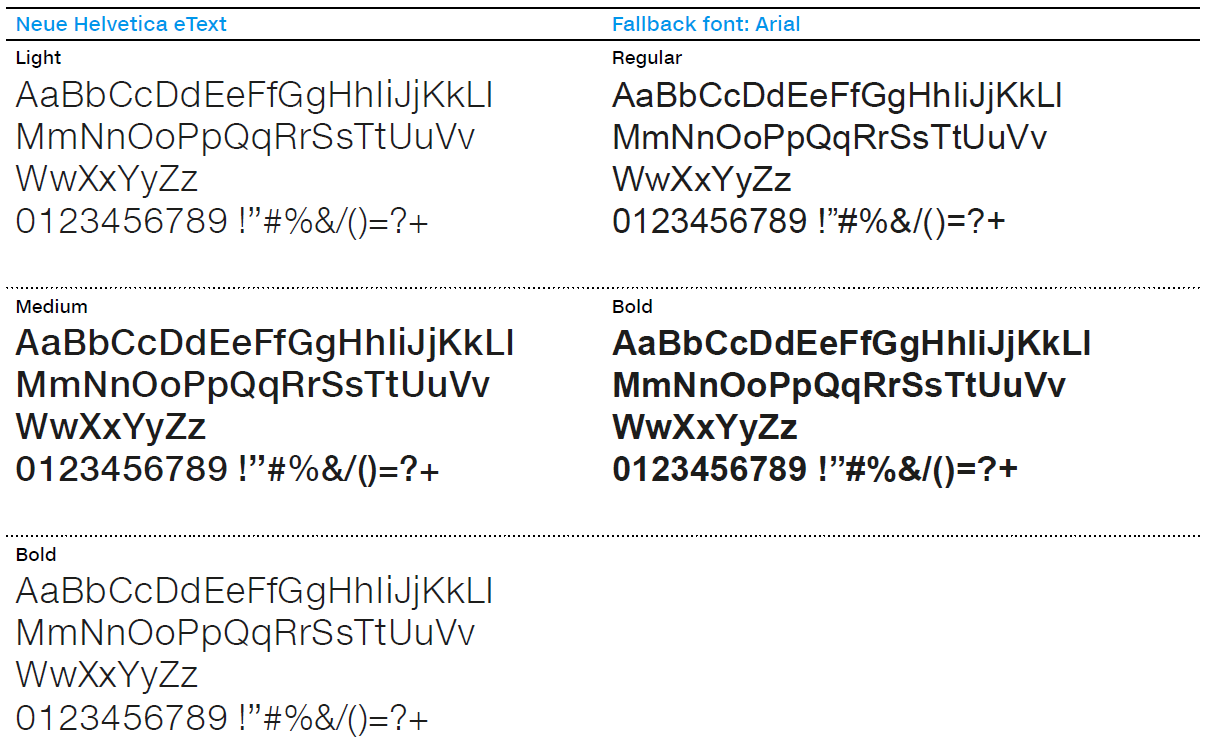 Neue Helvetica eText
Fallback font: Arial
Light
AaBbCcDdEeFfGgHhIiJjKkLl
MmNnOoPpQqRrSsTtUuVv
WwXxYyZz
0123456789 !”#%&/()=?+
Regular
AaBbCcDdEeFfGgHhIiJjKkLl
MmNnOoPpQqRrSsTtUuVv
WwXxYyZz
0123456789 !”#%&/()=?+
Medium
AaBbCcDdEeFfGgHhIiJjKkLl
MmNnOoPpQqRrSsTtUuVv
WwXxYyZz
0123456789 !”#%&/()=?+
Bold
AaBbCcDdEeFfGgHhIiJjKkLl
MmNnOoPpQqRrSsTtUuVv
WwXxYyZz
0123456789 !”#%&/()=?+
Bold
AaBbCcDdEeFfGgHhIiJjKkLl
MmNnOoPpQqRrSsTtUuVv
WwXxYyZz
0123456789 !”#%&/()=?+